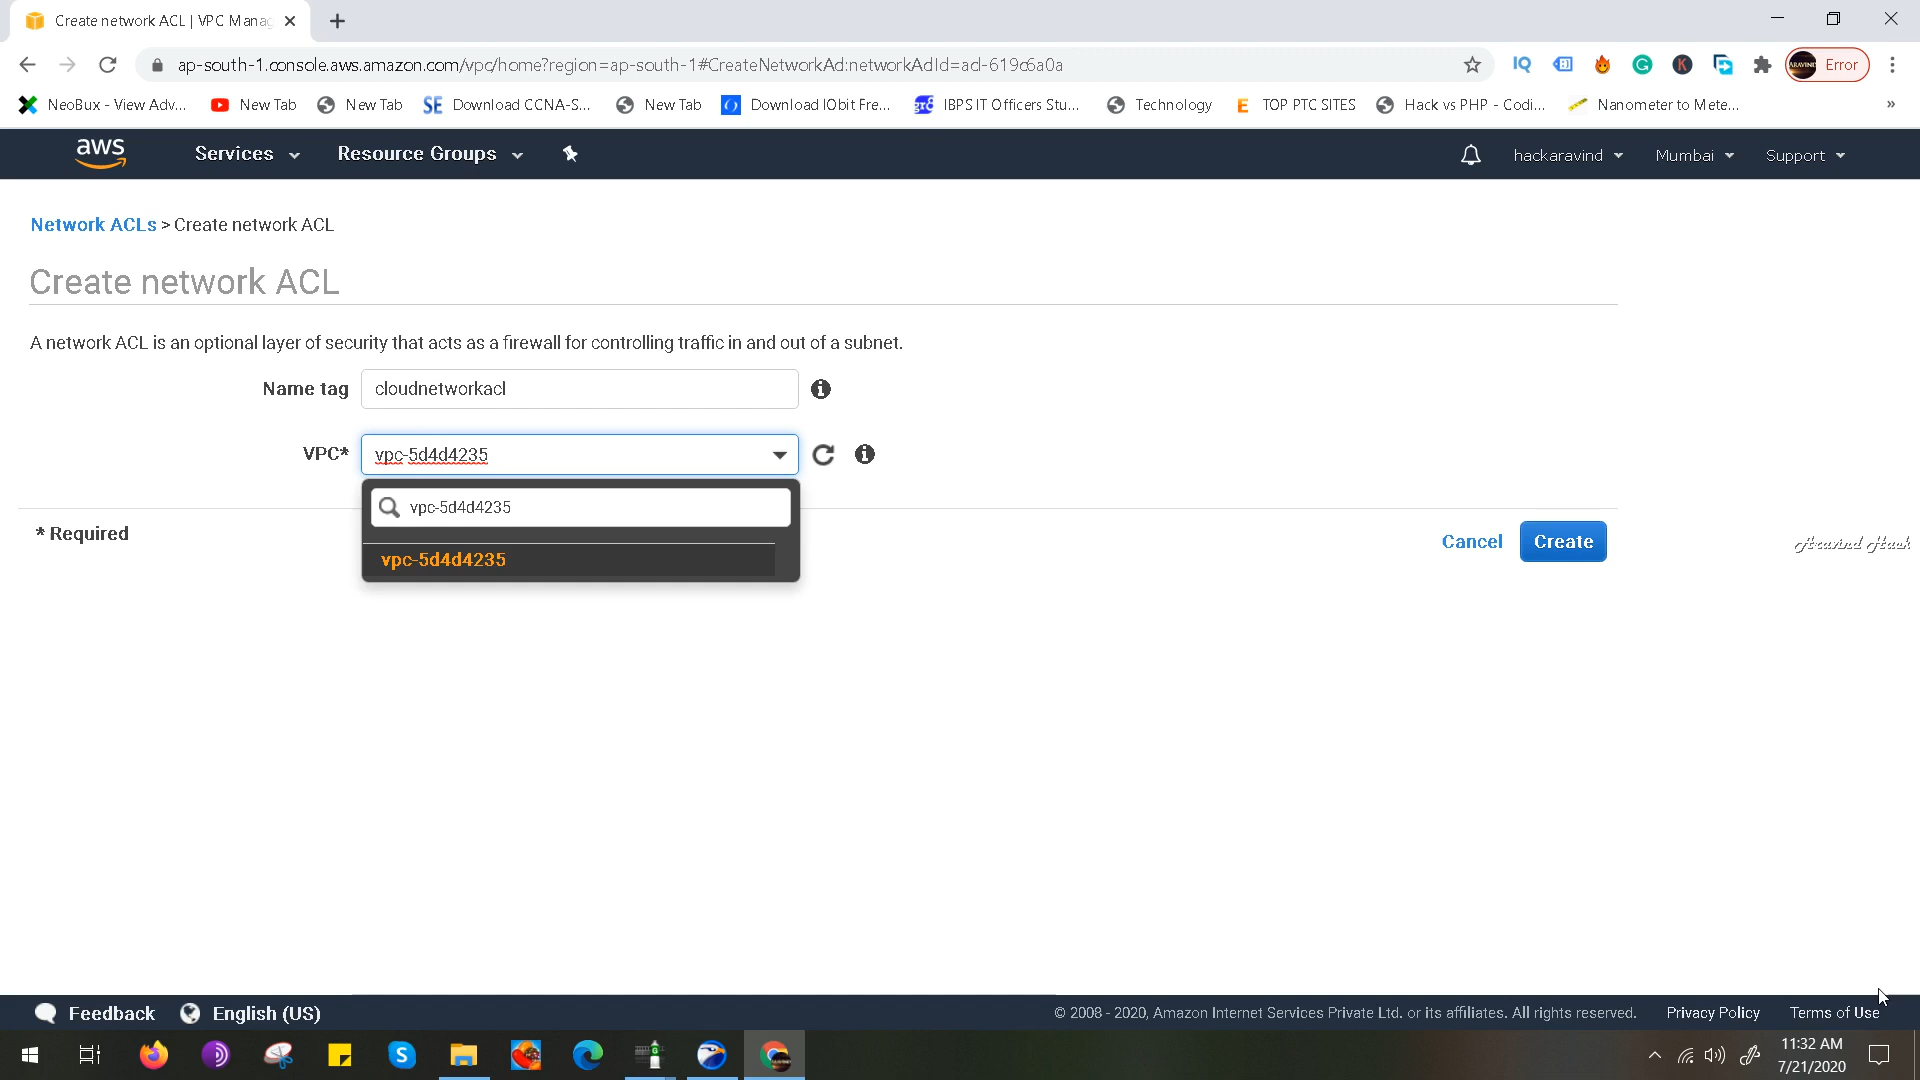 Create network ACL | VPC Manag
ap-south-1.console.aws.amazon.com/vpc/home?region=ap-south-1#CreateNetworkAcl:networkAclId=acl-619c6a0a
Error
NeoBux - View Adv...
New Tab
New Tab
Download CCNA-S...
New Tab
Download IObit Fre...
IBPS IT Officers Stu...
Technology
TOP PTC SITES
Hack vs PHP - Codi...
Nanometer to Mete...
aws
Services
Resource Groups
hackaravind
Mumbai
Support
Network ACLs > Create network ACL
Create network ACL
A network ACL is an optional layer of security that acts as a firewall for controlling traffic in and out of a subnet.
Name tag
cloudnetworkacl
VPC*
vpc-5d4d4235
vpc-5d4d4235
vpc-5d4d4235
* Required
Cancel
Create
Aravind Hack
Feedback
English (US)
© 2008 - 2020, Amazon Internet Services Private Ltd. or its affiliates. All rights reserved.
Privacy Policy
Terms of Use
11:32 AM
7/21/2020